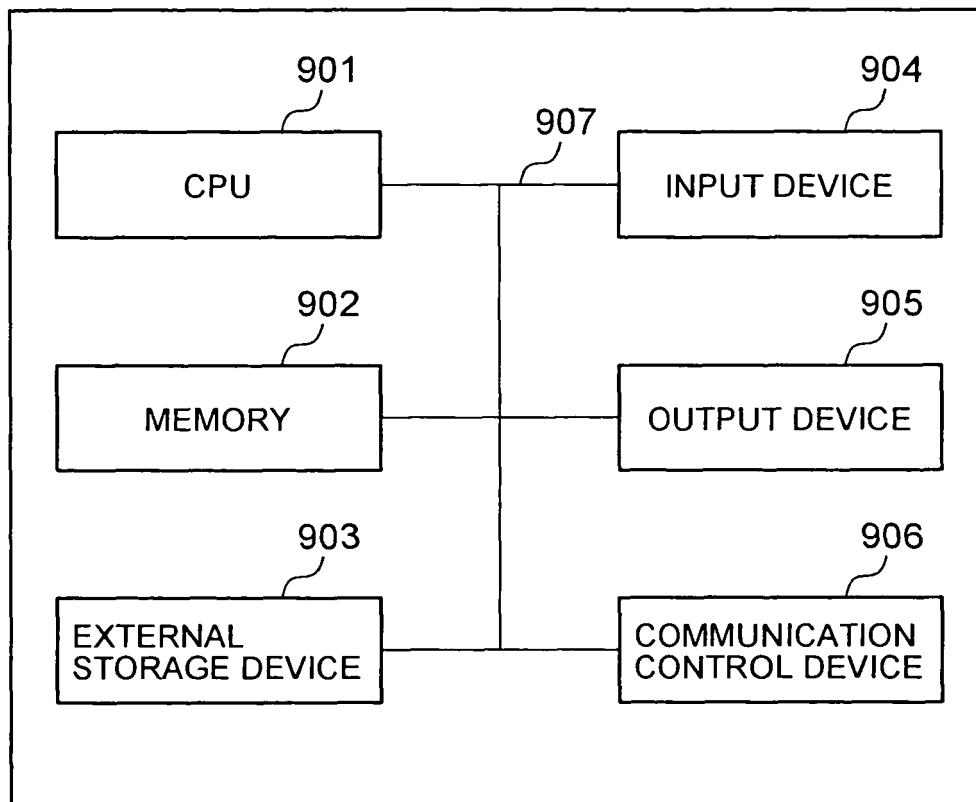 901
CPU
904
INPUT DEVICE
907
902
MEMORY
905
OUTPUT DEVICE
903
EXTERNAL
STORAGE DEVICE
906
COMMUNICATION
CONTROL DEVICE